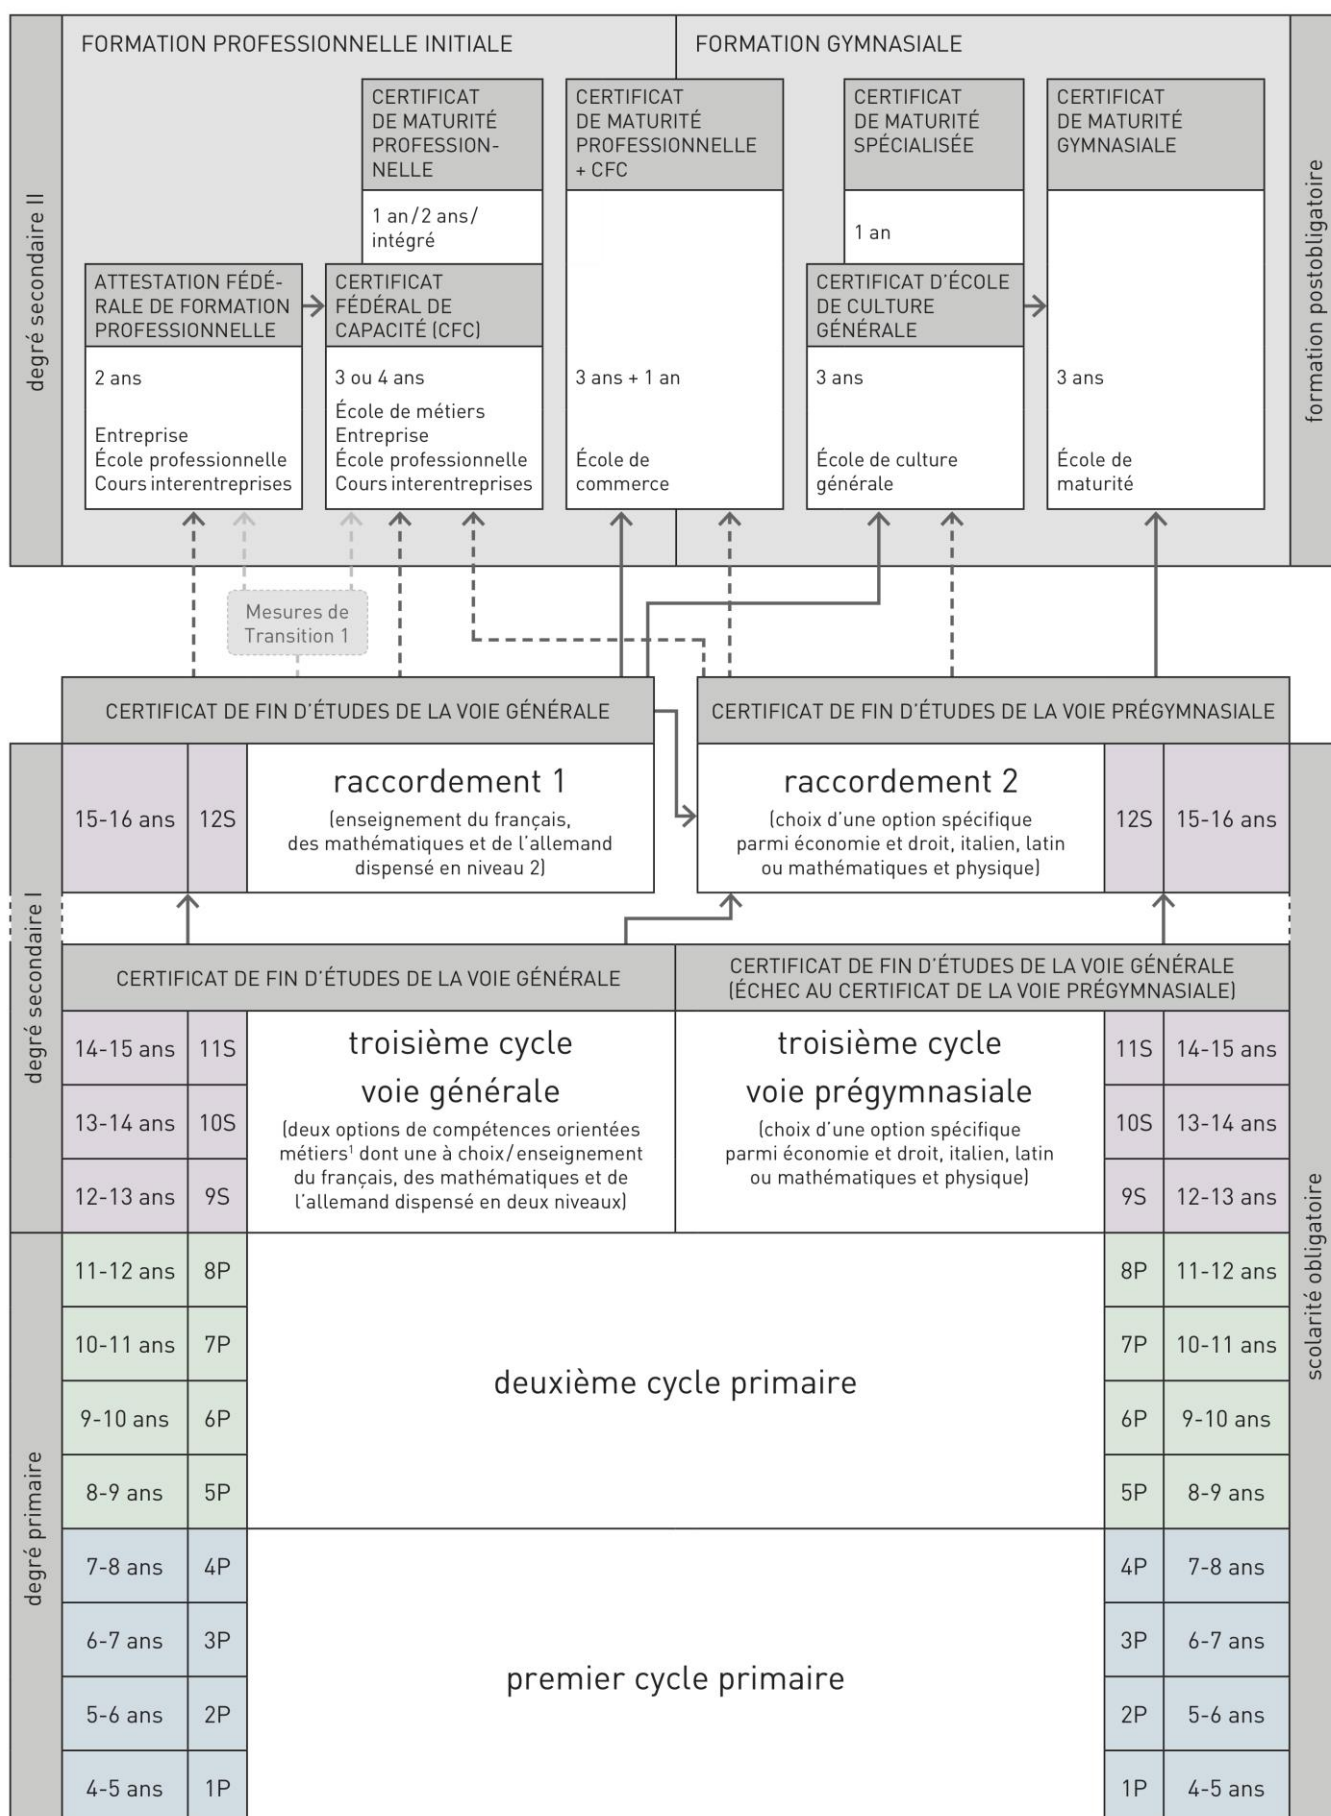 FORMATION PROFESSIONNELLE INITIALE
FORMATION GYMNASIALE
degré secondaire II
formation postobligatoire
CERTIFICAT
DE MATURITÉ
PROFESSION-
NELLE
1 an/2 ans/
intégré
CERTIFICAT
DE MATURITÉ
PROFESSIONNELLE
+ CFC
CERTIFICAT
DE MATURITÉ
SPÉCIALISÉE
1 an
CERTIFICAT
DE MATURITÉ
GYMNASIALE
ATTESTATION FÉDÉ-
RALE DE FORMATION
PROFESSIONNELLE
2 ans
Entreprise
École professionnelle
Cours interentreprises
CERTIFICAT
FÉDÉRAL DE
CAPACITÉ (CFC)
3 ou 4 ans
École de métiers
Entreprise
École professionnelle
Cours interentreprises
3 ans + 1 an
École de
commerce
CERTIFICAT D'ÉCOLE
DE CULTURE
GÉNÉRALE
3 ans
École de culture
générale
3 ans
École de
maturité
Mesures de
Transition 1
CERTIFICAT DE FIN D'ÉTUDES DE LA VOIE GÉNÉRALE
CERTIFICAT DE FIN D'ÉTUDES DE LA VOIE PRÉGYMNASIALE
degré secondaire I
scolarité obligatoire
15-16 ans
12S
raccordement 1
(enseignement du français,
des mathématiques et de l'allemand
dispensé en niveau 2)
raccordement 2
(choix d'une option spécifique
parmi économie et droit, italien, latin
ou mathématiques et physique)
12S
15-16 ans
CERTIFICAT DE FIN D'ÉTUDES DE LA VOIE GÉNÉRALE
CERTIFICAT DE FIN D'ÉTUDES DE LA VOIE GÉNÉRALE
(ÉCHEC AU CERTIFICAT DE LA VOIE PRÉGYMNASIALE)
14-15 ans
11S
13-14 ans
10S
12-13 ans
9S
troisième cycle
voie générale
(deux options de compétences orientées
métiers¹ dont une à choix/enseignement
du français, des mathématiques et de
l'allemand dispensé en deux niveaux)
troisième cycle
voie prégymnasiale
(choix d'une option spécifique
parmi économie et droit, italien, latin
ou mathématiques et physique)
11S
14-15 ans
10S
13-14 ans
9S
12-13 ans
degré primaire
11-12 ans
8P
10-11 ans
7P
9-10 ans
6P
8-9 ans
5P
deuxième cycle primaire
8P
11-12 ans
7P
10-11 ans
6P
9-10 ans
5P
8-9 ans
7-8 ans
4P
6-7 ans
3P
5-6 ans
2P
4-5 ans
1P
premier cycle primaire
4P
7-8 ans
3P
6-7 ans
2P
5-6 ans
1P
4-5 ans